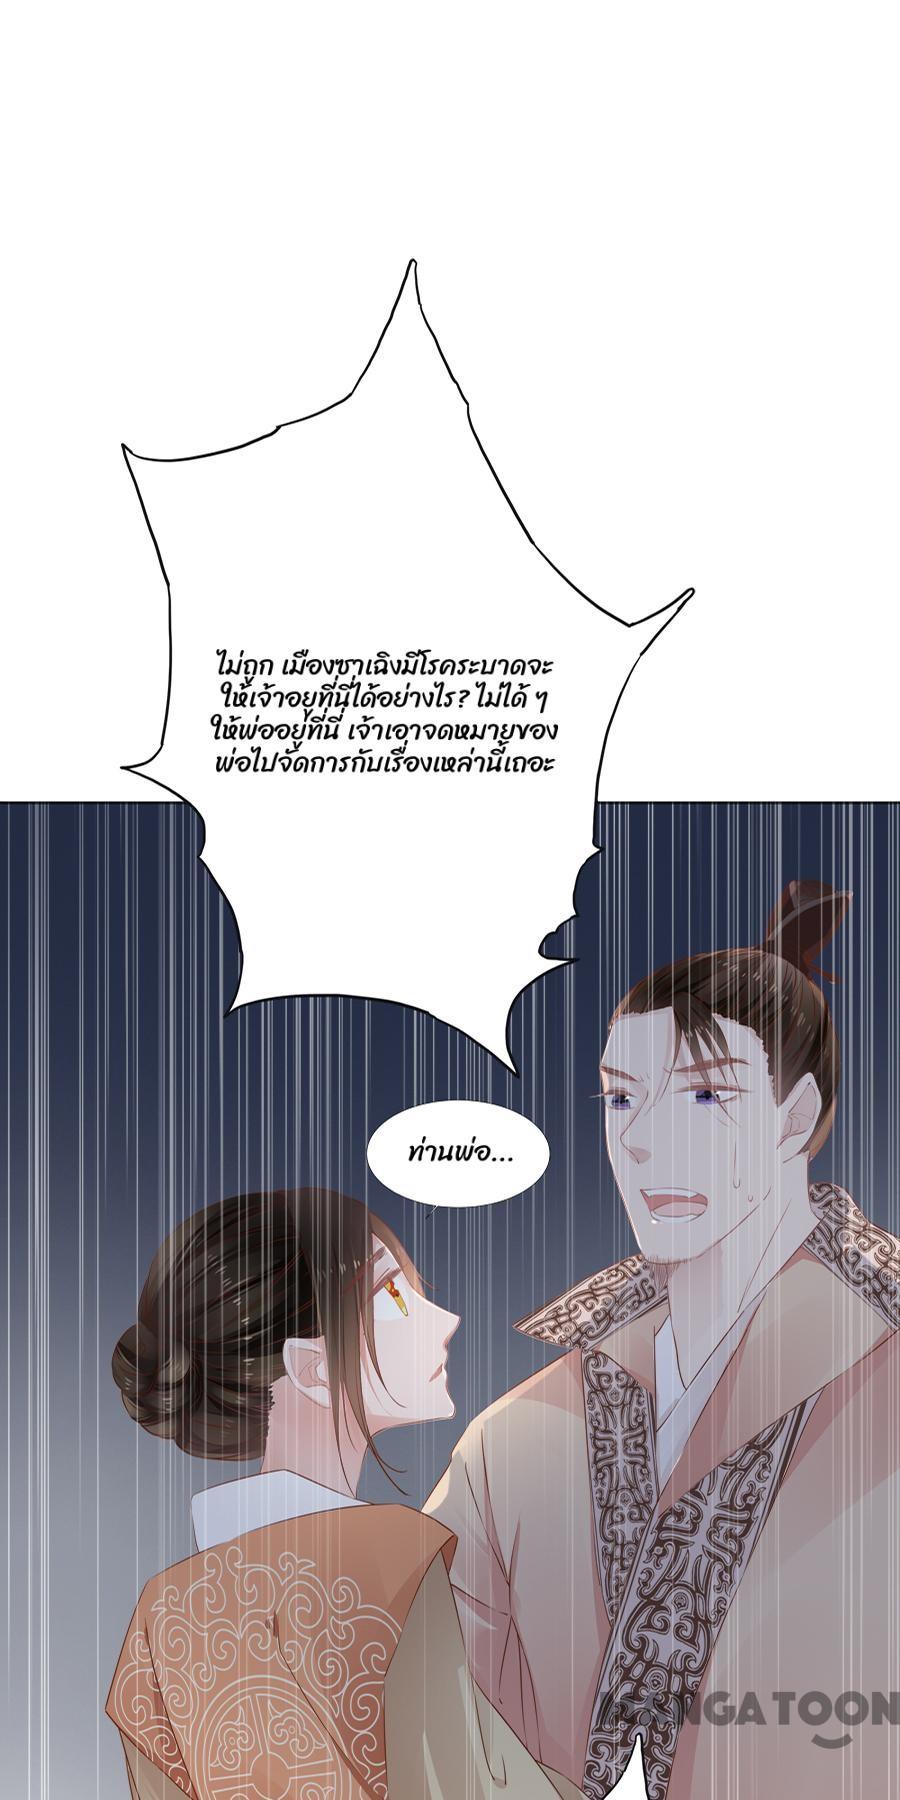 ไม่ถูก เมืองซาเฉิงมีโรคระบาดจะ
ให้เจ้าอยู่ที่นี่ได้อย่างไร? ไม่ได้ ๆ
ให้พ่ออยู่ที่นี่ เจ้าเอาจดหมายของ
พ่อไปจัดการกับเรื่องเหล่านี้เถอะ
ท่านพ่อ...
MANGA TOON